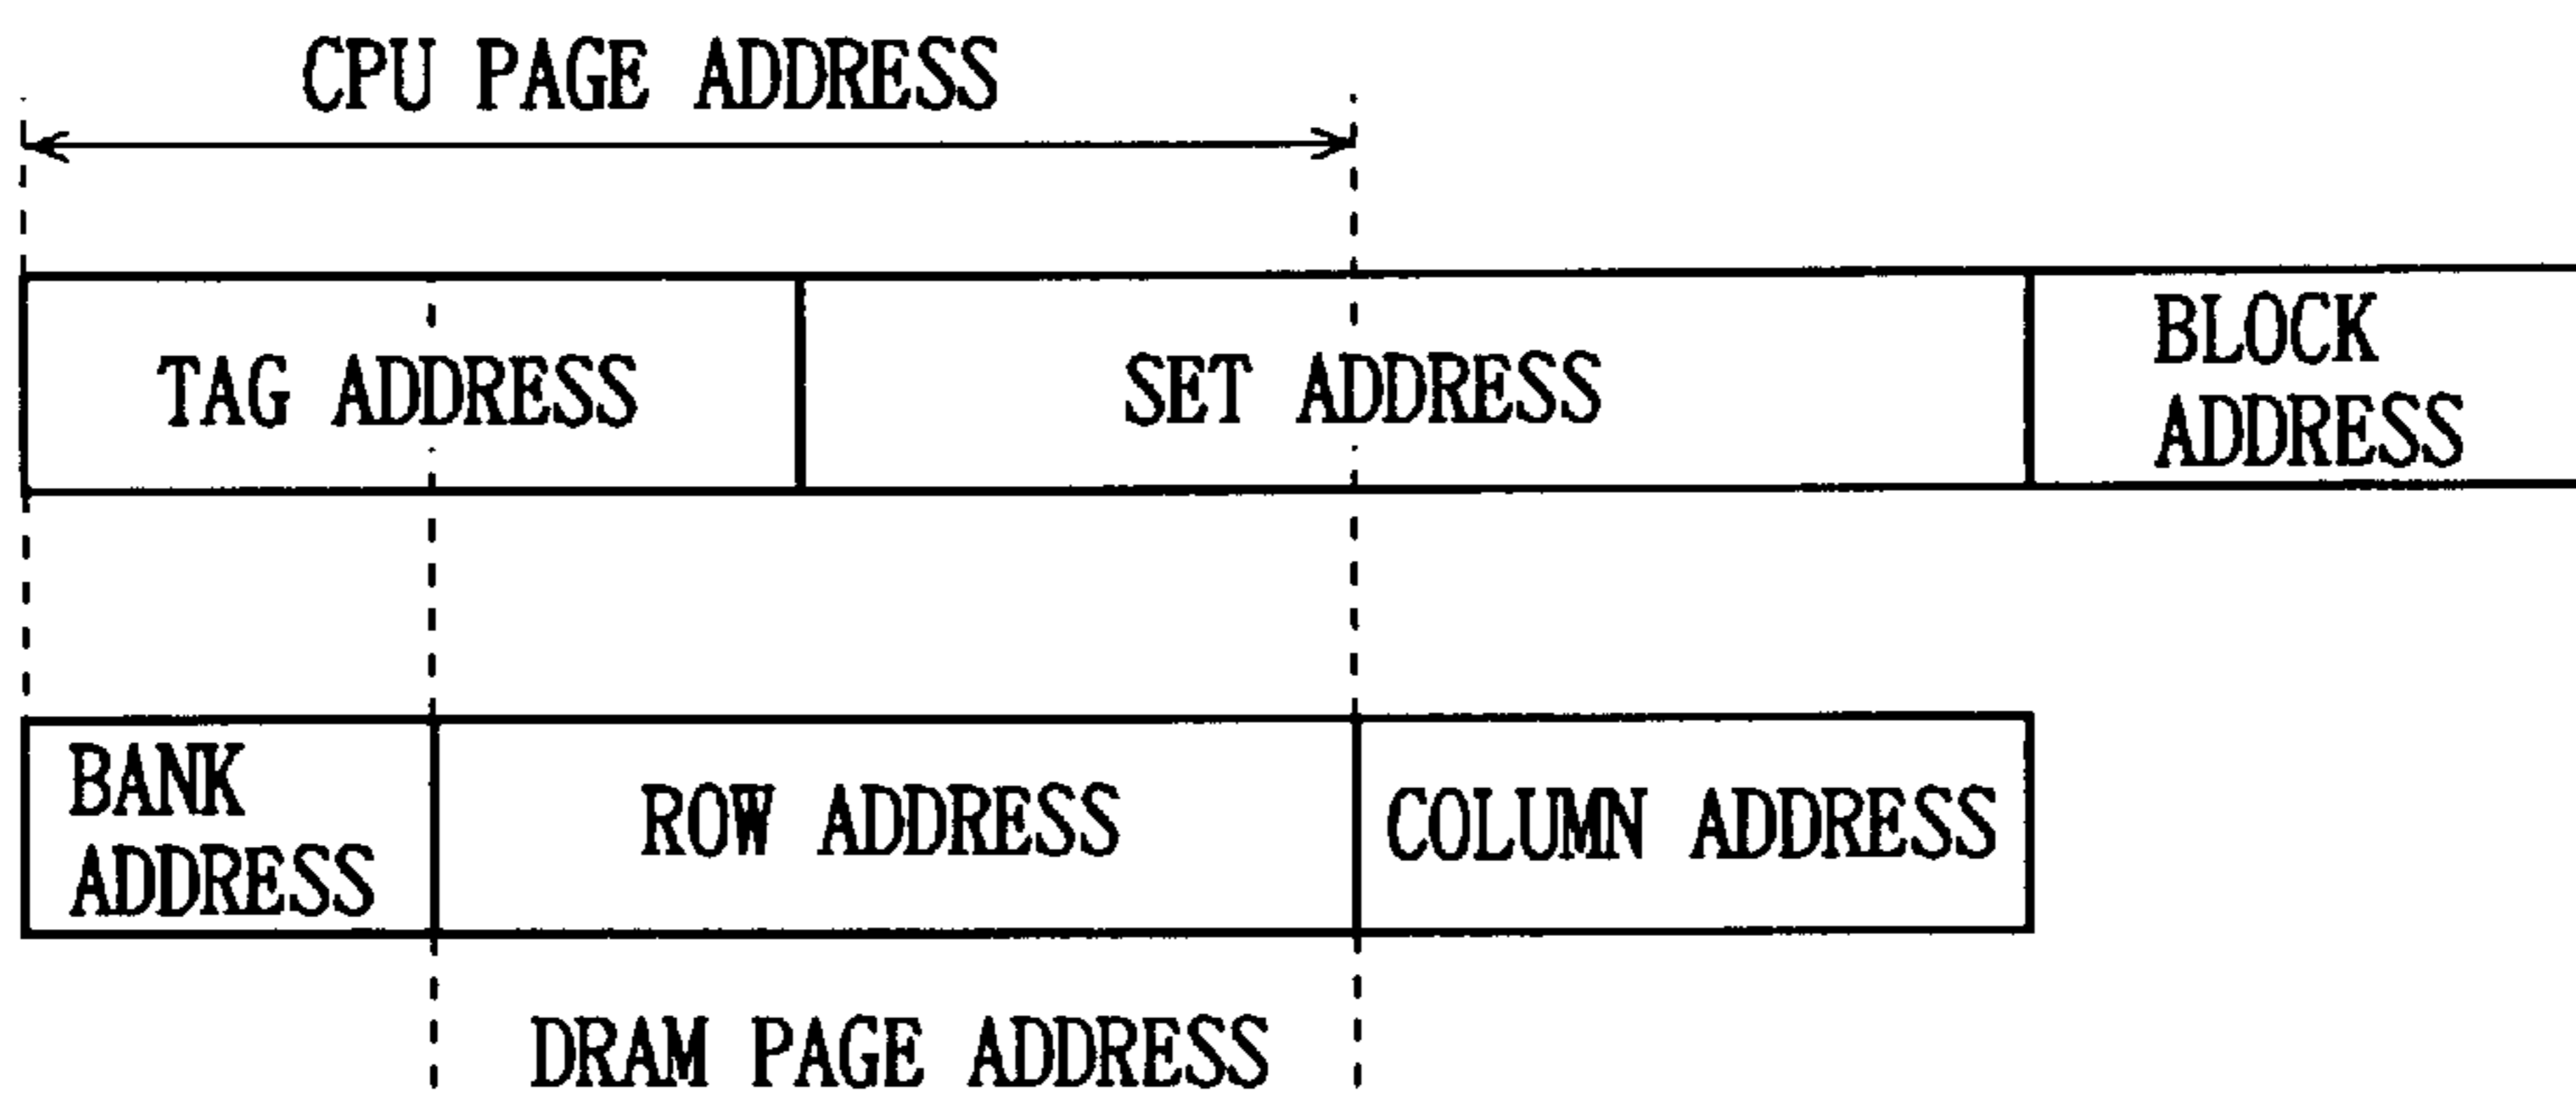 CPU PAGE ADDRESS
TAG ADDRESS
SET ADDRESS
BLOCK
ADDRESS
BANK
ADDRESS
ROW ADDRESS
COLUMN ADDRESS
DRAM PAGE ADDRESS